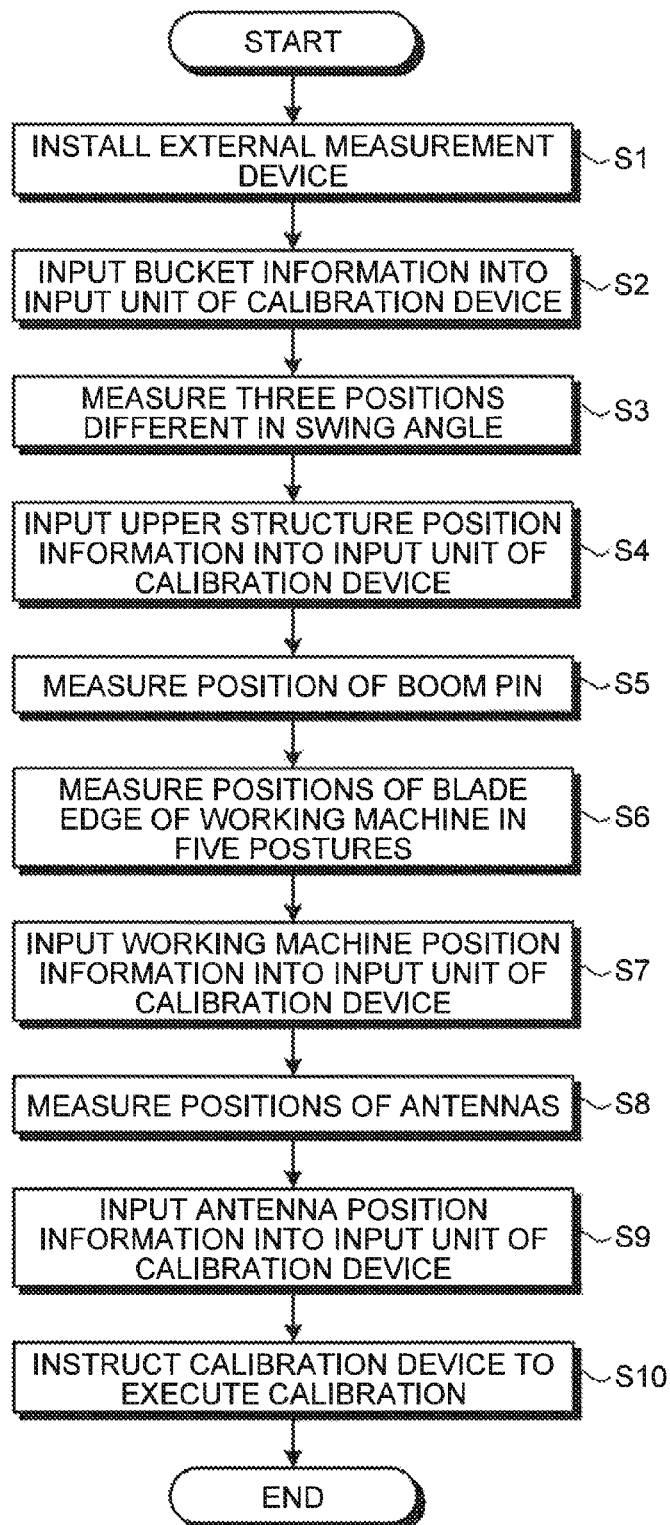 START
INSTALL EXTERNAL MEASUREMENT
DEVICE
S1
INPUT BUCKET INFORMATION INTO
INPUT UNIT OF CALIBRATION DEVICE
S2
MEASURE THREE POSITIONS
DIFFERENT IN SWING ANGLE
S3
INPUT UPPER STRUCTURE POSITION
INFORMATION INTO INPUT UNIT OF
CALIBRATION DEVICE
S4
MEASURE POSITION OF BOOM PIN
S5
MEASURE POSITIONS OF BLADE
EDGE OF WORKING MACHINE IN
FIVE POSTURES
S6
INPUT WORKING MACHINE POSITION
INFORMATION INTO INPUT UNIT OF
CALIBRATION DEVICE
S7
MEASURE POSITIONS OF ANTENNAS
S8
INPUT ANTENNA POSITION
INFORMATION INTO INPUT UNIT OF
CALIBRATION DEVICE
S9
INSTRUCT CALIBRATION DEVICE TO
EXECUTE CALIBRATION
S10
END